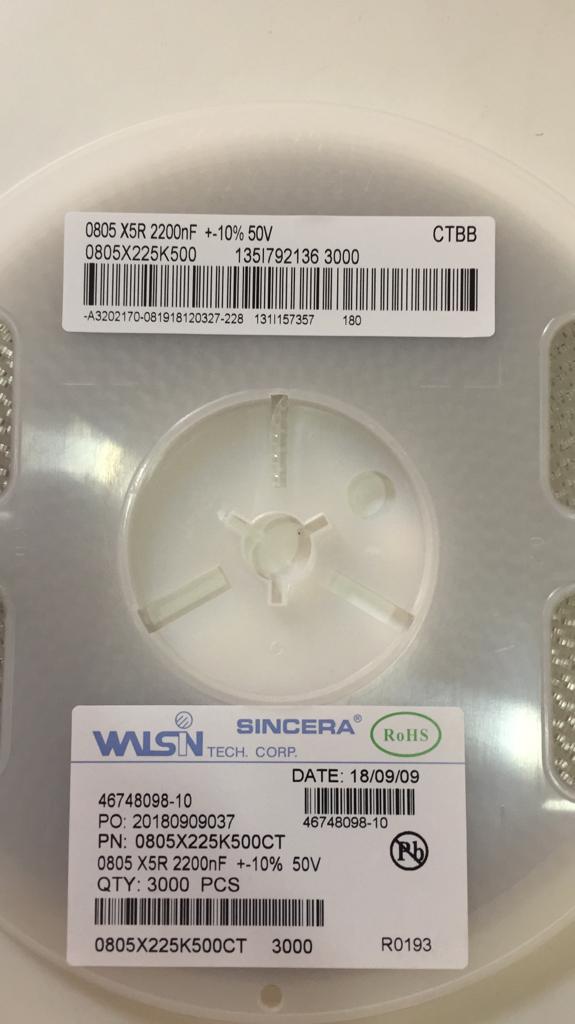 0805 X5R 2200nF +-10% 50V CTBB
0805X225K500 135I792136 3000
-A3202170-081918120327-228 131I157357 180
WALSIN TECH. CORP. SINCERA® RoHS
DATE: 18/09/09
46748098-10
PO: 20180909037 46748098-10
PN: 0805X225K500CT Pb
0805 X5R 2200nF +-10% 50V
QTY: 3000 PCS
0805X225K500CT 3000 R0193